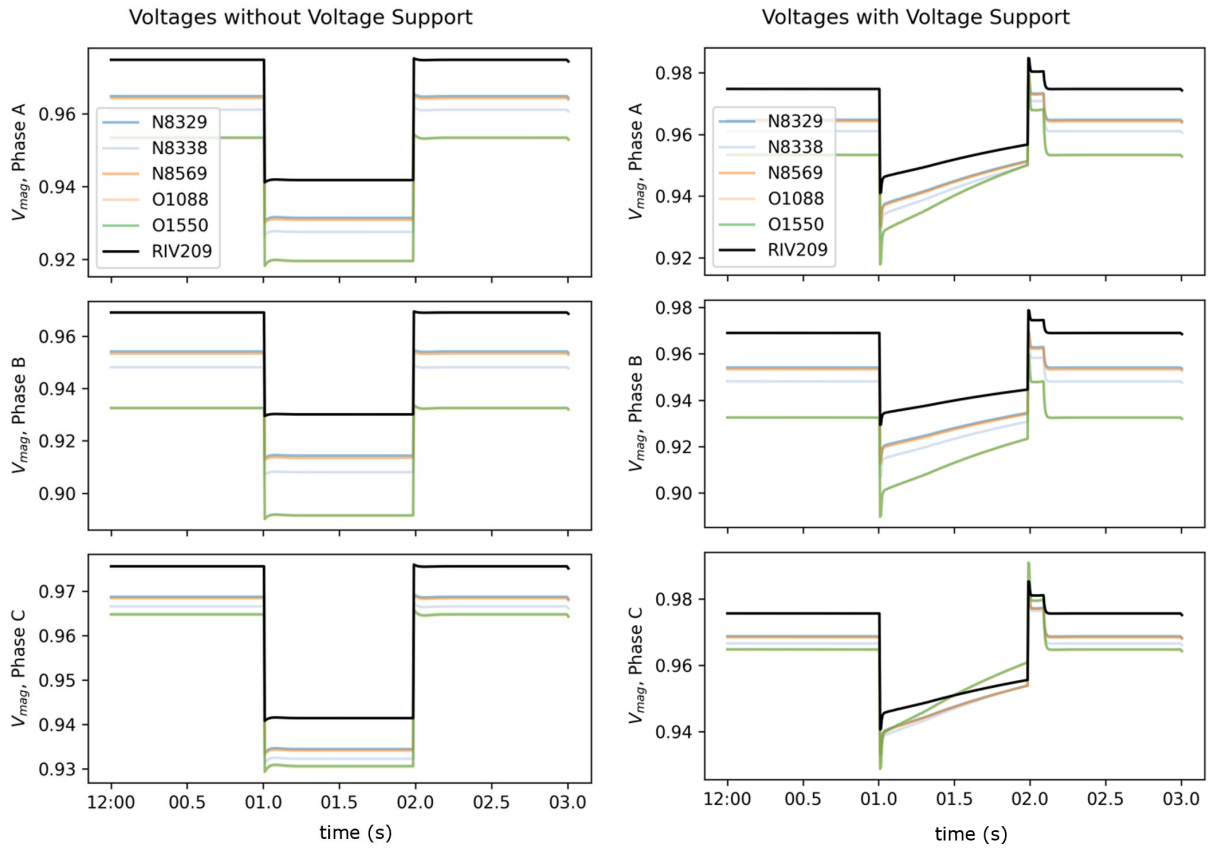 Voltages without Voltage Support
V_mag, Phase A
0.96
0.94
0.92
N8329
N8338
N8569
O1088
O1550
RIV209
V_mag, Phase B
0.96
0.94
0.92
0.90
V_mag, Phase C
0.97
0.96
0.95
0.94
0.93
12:00 00.5 01.0 01.5 02.0 02.5 03.0
time (s)
Voltages with Voltage Support
V_mag, Phase A
0.98
0.96
0.94
0.92
N8329
N8338
N8569
O1088
O1550
RIV209
V_mag, Phase B
0.98
0.96
0.94
0.92
0.90
V_mag, Phase C
0.98
0.96
0.94
12:00 00.5 01.0 01.5 02.0 02.5 03.0
time (s)